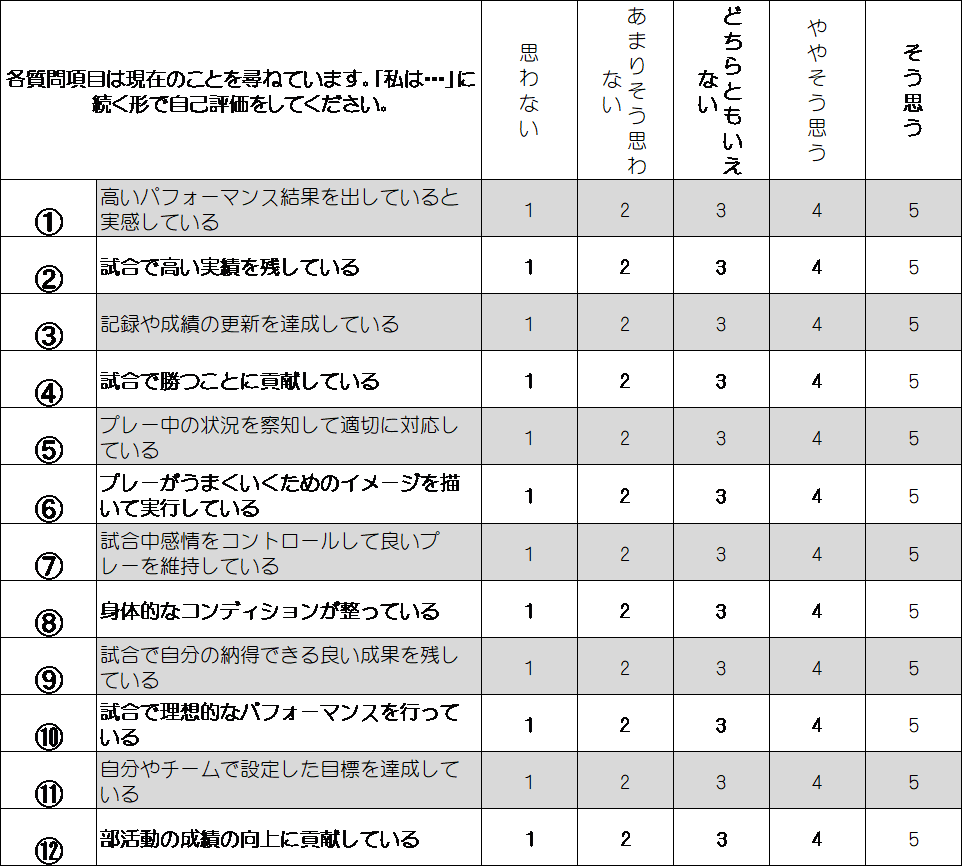 各質問項目は現在のことを尋ねています。「私は…」に
続く形で自己評価をしてください。
思わない
あまりそう思わ
ない
どちらともいえ
ない
ややそう思う
そう思う
① 高いパフォーマンス結果を出していると
実感している 1 2 3 4 5
② 試合で高い実績を残している 1 2 3 4 5
③ 記録や成績の更新を達成している 1 2 3 4 5
④ 試合で勝つことに貢献している 1 2 3 4 5
⑤ プレー中の状況を察知して適切に対応し
ている 1 2 3 4 5
⑥ プレーがうまくいくためのイメージを描
いて実行している 1 2 3 4 5
⑦ 試合中感情をコントロールして良いプ
レーを維持している 1 2 3 4 5
⑧ 身体的なコンディションが整っている 1 2 3 4 5
⑨ 試合で自分の納得できる良い成果を残し
ている 1 2 3 4 5
⑩ 試合で理想的なパフォーマンスを行って
いる 1 2 3 4 5
⑪ 自分やチームで設定した目標を達成して
いる 1 2 3 4 5
⑫ 部活動の成績の向上に貢献している 1 2 3 4 5